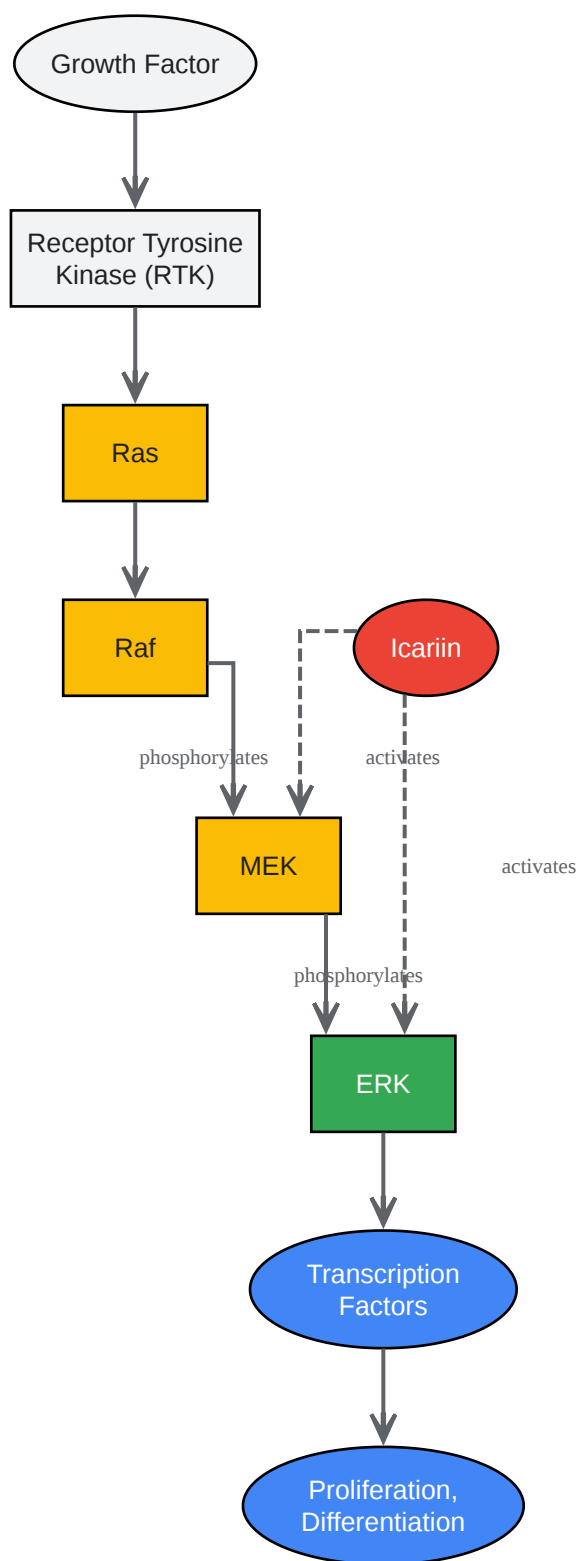 Growth Factor
Receptor Tyrosine
Kinase (RTK)
Ras
Raf
Icariin
phosphorylates
activates
MEK
activates
phosphorylates
ERK
Transcription
Factors
Proliferation,
Differentiation